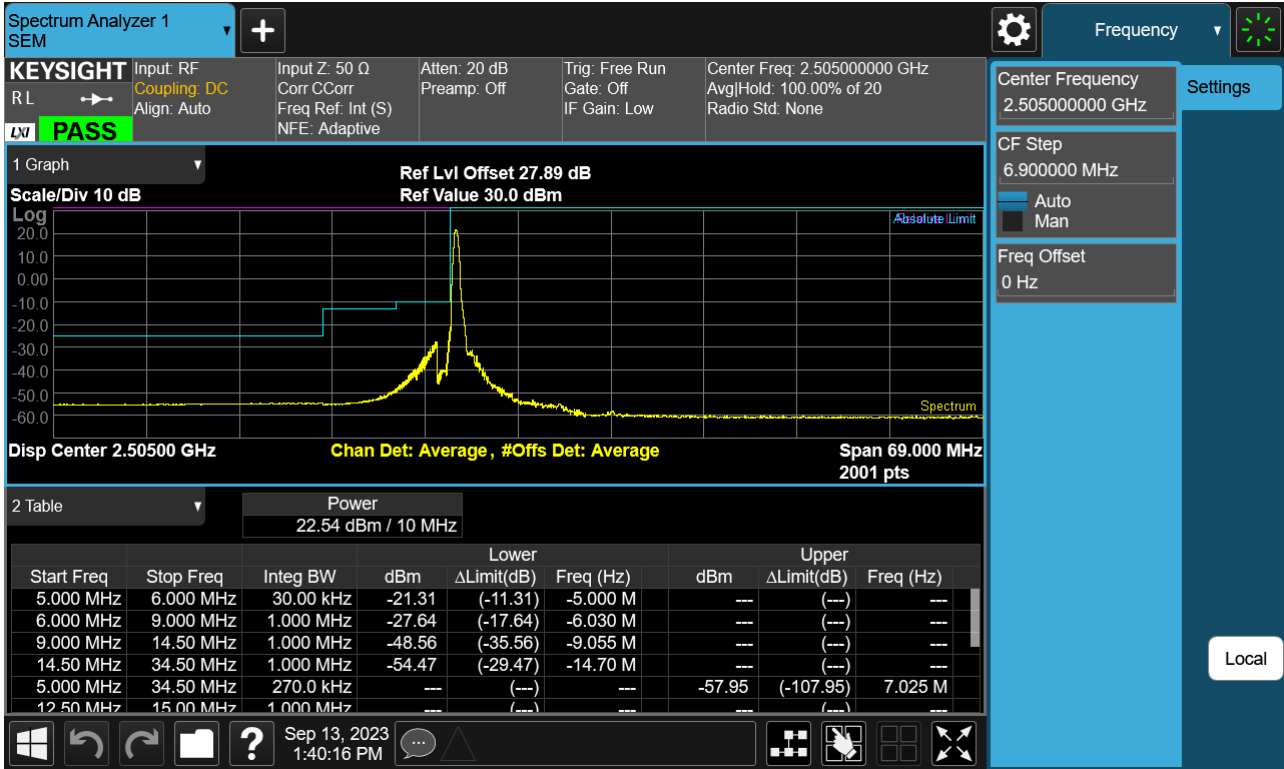 Spectrum Analyzer 1
SEM
Frequency
KEYSIGHT
R L
LXI
PASS
Input: RF
Coupling: DC
Align: Auto
Input Z: 50 Ω
Corr CCorr
Freq Ref: Int (S)
NFE: Adaptive
Atten: 20 dB
Preamp: Off
Trig: Free Run
Gate: Off
IF Gain: Low
Center Freq: 2.505000000 GHz
Avg|Hold: 100.00% of 20
Radio Std: None
Center Frequency
2.505000000 GHz
Settings
CF Step
6.900000 MHz
Auto
Man
Freq Offset
0 Hz
Local
1 Graph
Ref Lvl Offset 27.89 dB
Scale/Div 10 dB
Ref Value 30.0 dBm
Log
20.0
10.0
0.00
-10.0
-20.0
-30.0
-40.0
-50.0
-60.0
Absolute Limit
Spectrum
Disp Center 2.50500 GHz
Chan Det: Average , #Offs Det: Average
Span 69.000 MHz
2001 pts
2 Table
Power
22.54 dBm / 10 MHz
Lower Upper
Start Freq Stop Freq Integ BW dBm ΔLimit(dB) Freq (Hz) dBm ΔLimit(dB) Freq (Hz)
5.000 MHz 6.000 MHz 30.00 kHz -21.31 (-11.31) -5.000 M --- (---) ---
6.000 MHz 9.000 MHz 1.000 MHz -27.64 (-17.64) -6.030 M --- (---) ---
9.000 MHz 14.50 MHz 1.000 MHz -48.56 (-35.56) -9.055 M --- (---) ---
14.50 MHz 34.50 MHz 1.000 MHz -54.47 (-29.47) -14.70 M --- (---) ---
5.000 MHz 34.50 MHz 270.0 kHz --- (---) --- -57.95 (-107.95) 7.025 M
12.50 MHz 15.00 MHz 1.000 MHz --- (---) --- --- (---) ---
?
Sep 13, 2023
1:40:16 PM